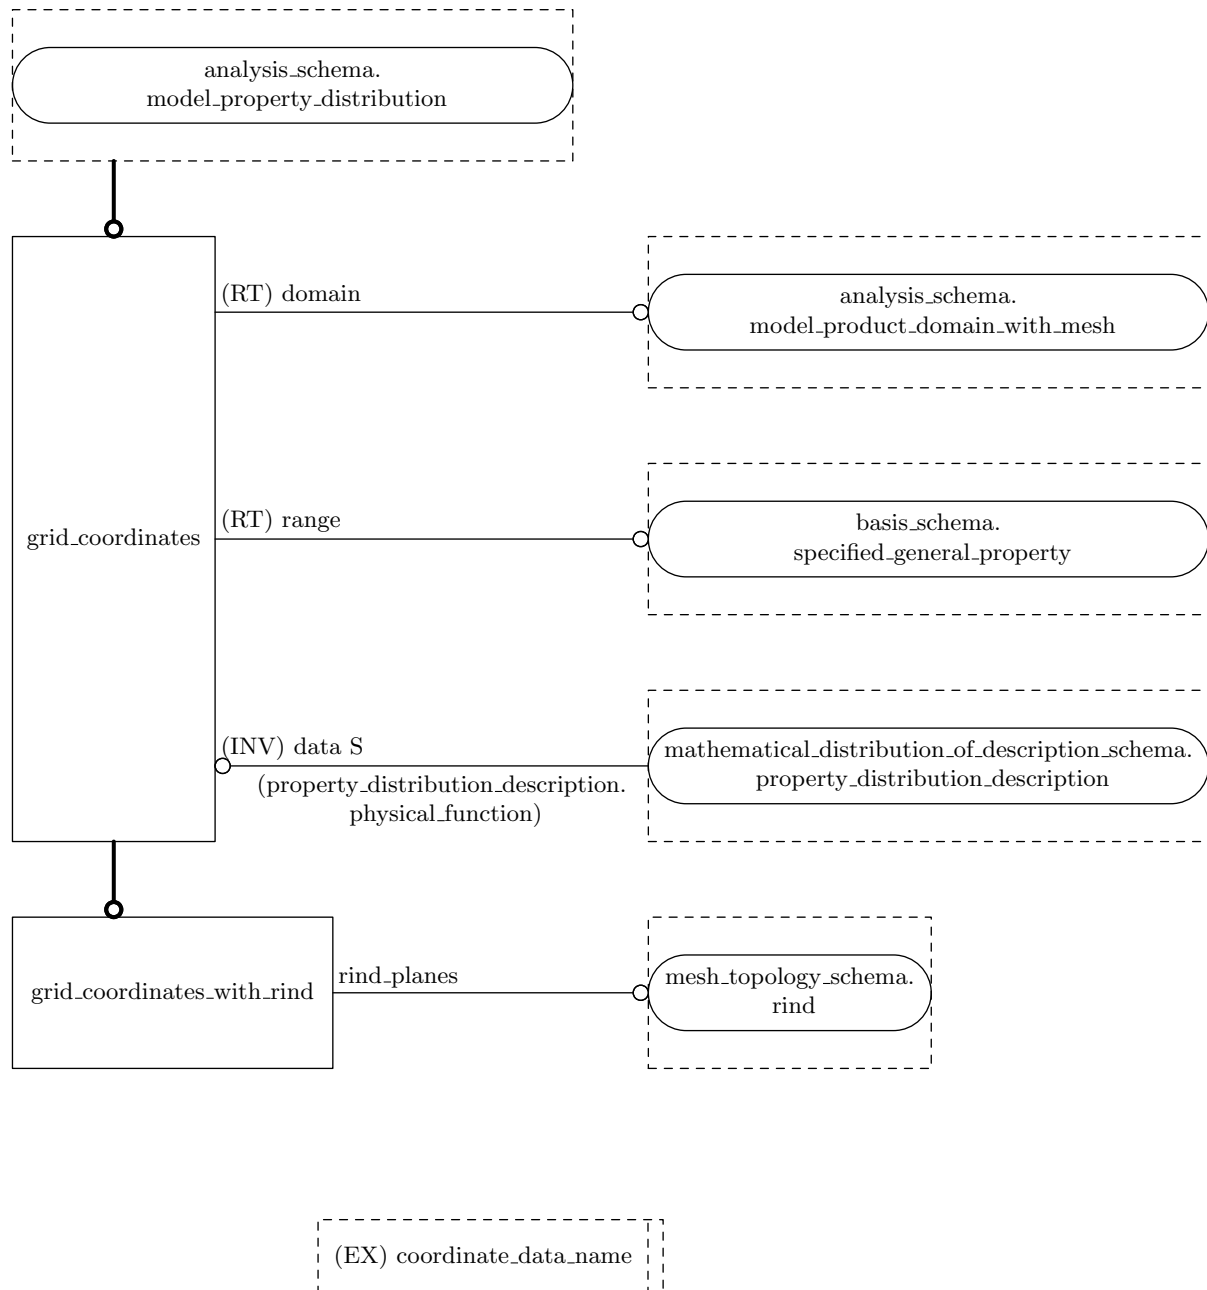 analysis_schema.
model_property_distribution
(RT) domain
analysis_schema.
model_product_domain_with_mesh
(RT) range
basis_schema.
specified_general_property
grid_coordinates
(INV) data S
(property_distribution_description.
physical_function)
mathematical_distribution_of_description_schema.
property_distribution_description
grid_coordinates_with_rind
rind_planes
mesh_topology_schema.
rind
(EX) coordinate_data_name